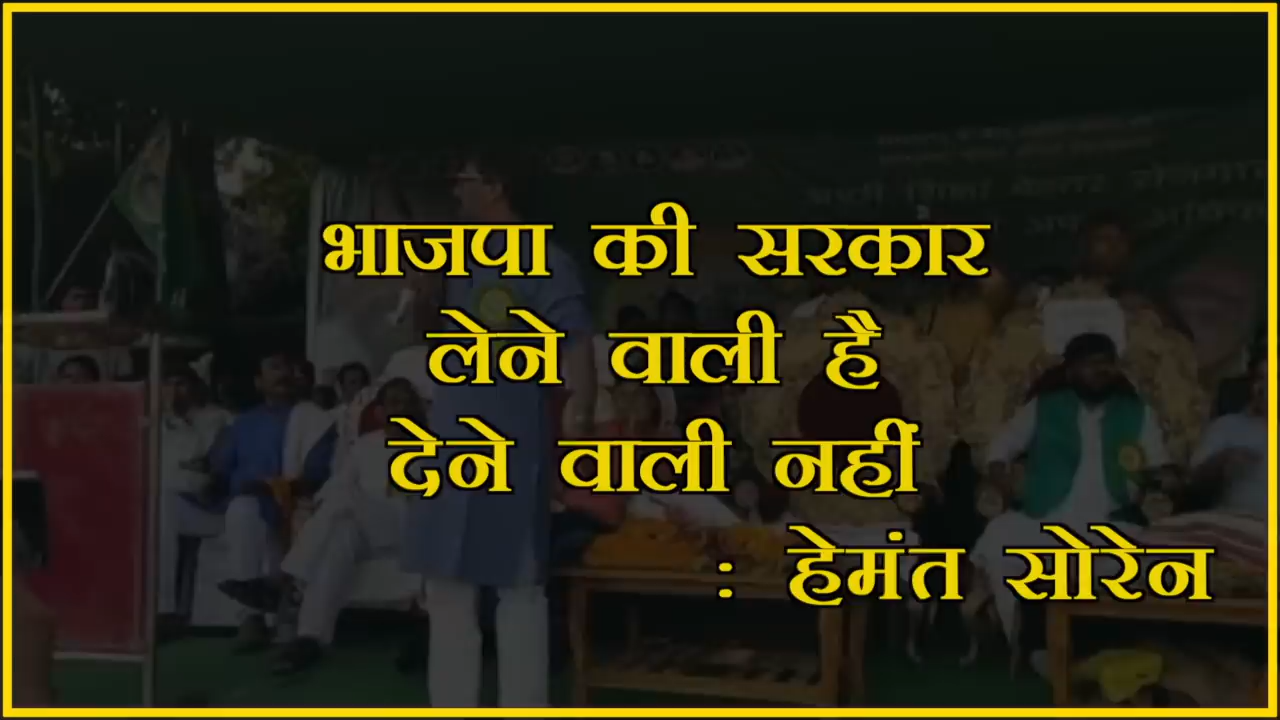 भाजपा की सरकार
लेने वाली है
देने वाली नहीं
: हेमंत सोरेन